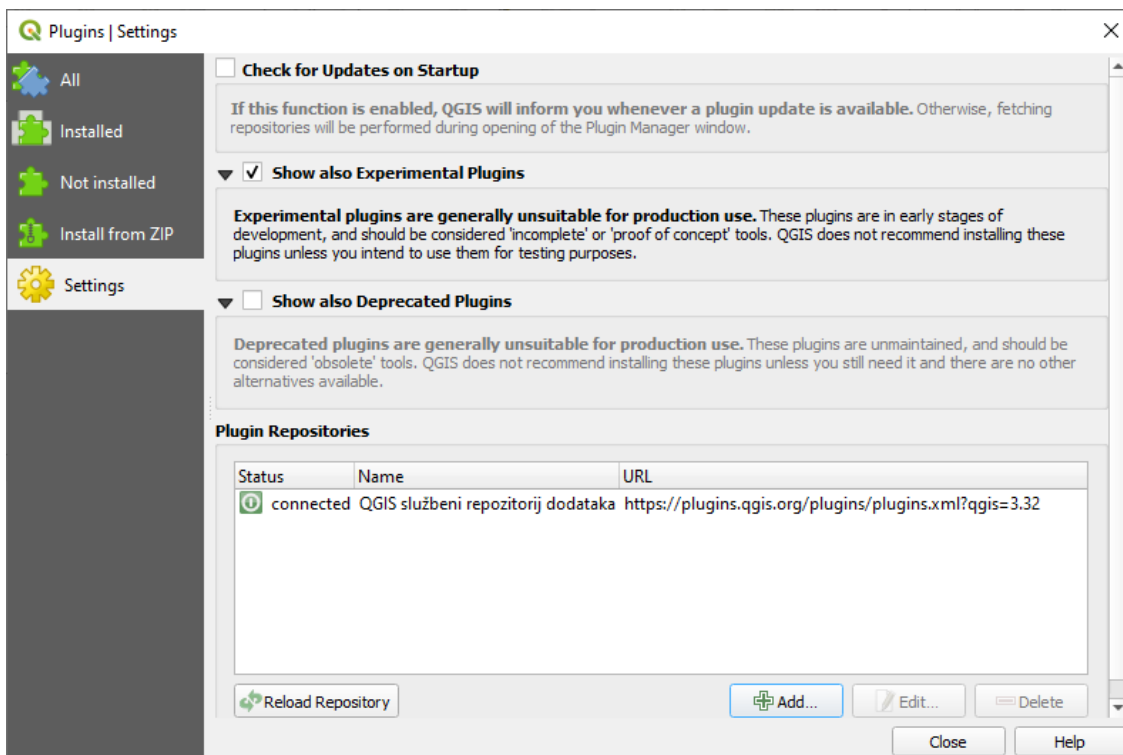 Plugins | Settings
All
Installed
Not installed
Install from ZIP
Settings
Check for Updates on Startup
If this function is enabled, QGIS will inform you whenever a plugin update is available. Otherwise, fetching
repositories will be performed during opening of the Plugin Manager window.
Show also Experimental Plugins
Experimental plugins are generally unsuitable for production use. These plugins are in early stages of
development, and should be considered 'incomplete' or 'proof of concept' tools. QGIS does not recommend installing these
plugins unless you intend to use them for testing purposes.
Show also Deprecated Plugins
Deprecated plugins are generally unsuitable for production use. These plugins are unmaintained, and should be
considered 'obsolete' tools. QGIS does not recommend installing these plugins unless you still need it and there are no other
alternatives available.
Plugin Repositories
Status Name URL
connected QGIS službeni repozitorij dodataka https://plugins.qgis.org/plugins/plugins.xml?qgis=3.32
Reload Repository Add... Edit... Delete
Close Help